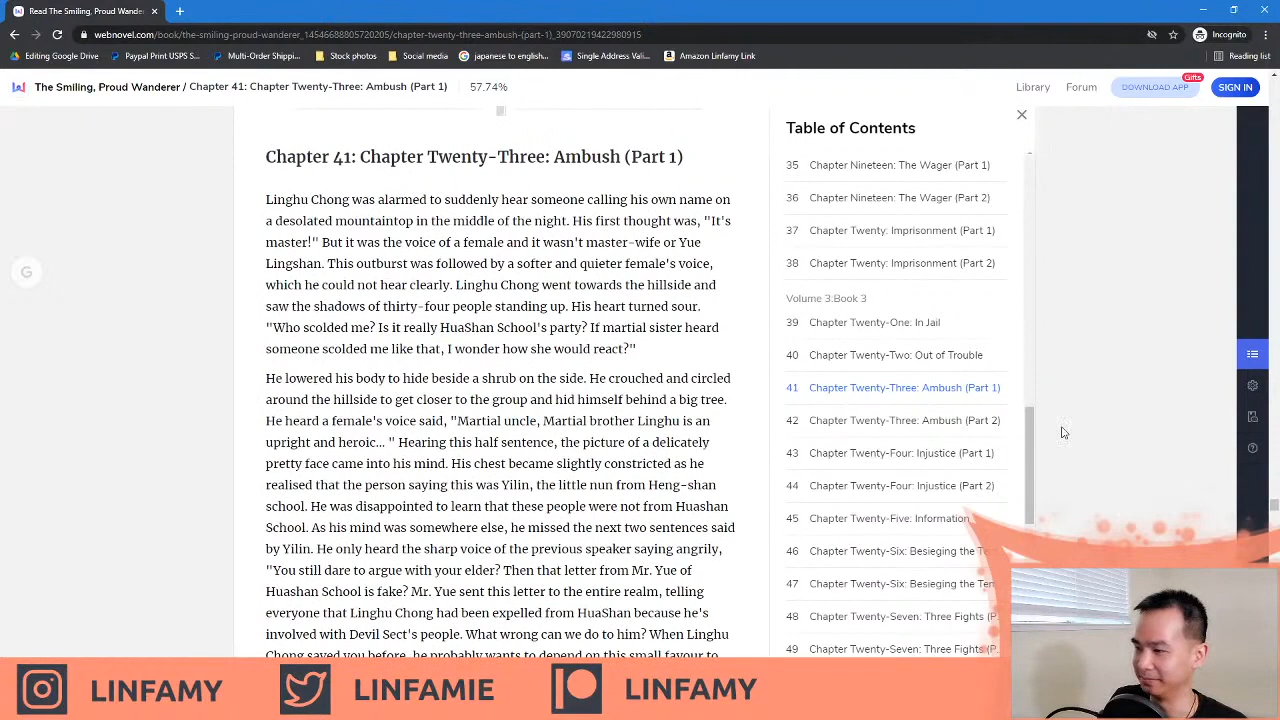 Read The Smiling, Proud Wande
webnovel.com/book/the-smiling-proud-wanderer_14546688805720205/chapter-twenty-three-ambush-(part-1)_39070219422980915
Incognito
Editing Google Drive
Paypal Print USPS S...
Multi-Order Shippi...
Stock photos
Social media
japanese to english...
Single Address Vali...
Amazon Linfamy Link
Reading list
The Smiling, Proud Wanderer / Chapter 41: Chapter Twenty-Three: Ambush (Part 1)
57.74%
Library
Forum
DOWNLOAD APP
Gifts
SIGN IN
Chapter 41: Chapter Twenty-Three: Ambush (Part 1)
Linghu Chong was alarmed to suddenly hear someone calling his own name on
a desolated mountaintop in the middle of the night. His first thought was, "It's
master!" But it was the voice of a female and it wasn't master-wife or Yue
Lingshan. This outburst was followed by a softer and quieter female's voice,
which he could not hear clearly. Linghu Chong went towards the hillside and
saw the shadows of thirty-four people standing up. His heart turned sour.
"Who scolded me? Is it really HuaShan School's party? If martial sister heard
someone scolded me like that, I wonder how she would react?"
He lowered his body to hide beside a shrub on the side. He crouched and circled
around the hillside to get closer to the group and hid himself behind a big tree.
He heard a female's voice said, "Martial uncle, Martial brother Linghu is an
upright and heroic... " Hearing this half sentence, the picture of a delicately
pretty face came into his mind. His chest became slightly constricted as he
realised that the person saying this was Yilin, the little nun from Heng-shan
school. He was disappointed to learn that these people were not from Huashan
School. As his mind was somewhere else, he missed the next two sentences said
by Yilin. He only heard the sharp voice of the previous speaker saying angrily,
"You still dare to argue with your elder? Then that letter from Mr. Yue of
Huashan School is fake? Mr. Yue sent this letter to the entire realm, telling
everyone that Linghu Chong had been expelled from HuaShan because he's
involved with Devil Sect's people. What wrong can we do to him? When Linghu
Chong saved you before, he probably wants to depend on this small favour to
Table of Contents
35 Chapter Nineteen: The Wager (Part 1)
36 Chapter Nineteen: The Wager (Part 2)
37 Chapter Twenty: Imprisonment (Part 1)
38 Chapter Twenty: Imprisonment (Part 2)
Volume 3:Book 3
39 Chapter Twenty-One: In Jail
40 Chapter Twenty-Two: Out of Trouble
41 Chapter Twenty-Three: Ambush (Part 1)
42 Chapter Twenty-Three: Ambush (Part 2)
43 Chapter Twenty-Four: Injustice (Part 1)
44 Chapter Twenty-Four: Injustice (Part 2)
45 Chapter Twenty-Five: Information
46 Chapter Twenty-Six: Besieging the Te
47 Chapter Twenty-Six: Besieging the Tem
48 Chapter Twenty-Seven: Three Fights (P
49 Chapter Twenty-Seven: Three Fights (P...
G
LINFAMY
LINFAMIE
LINFAMY